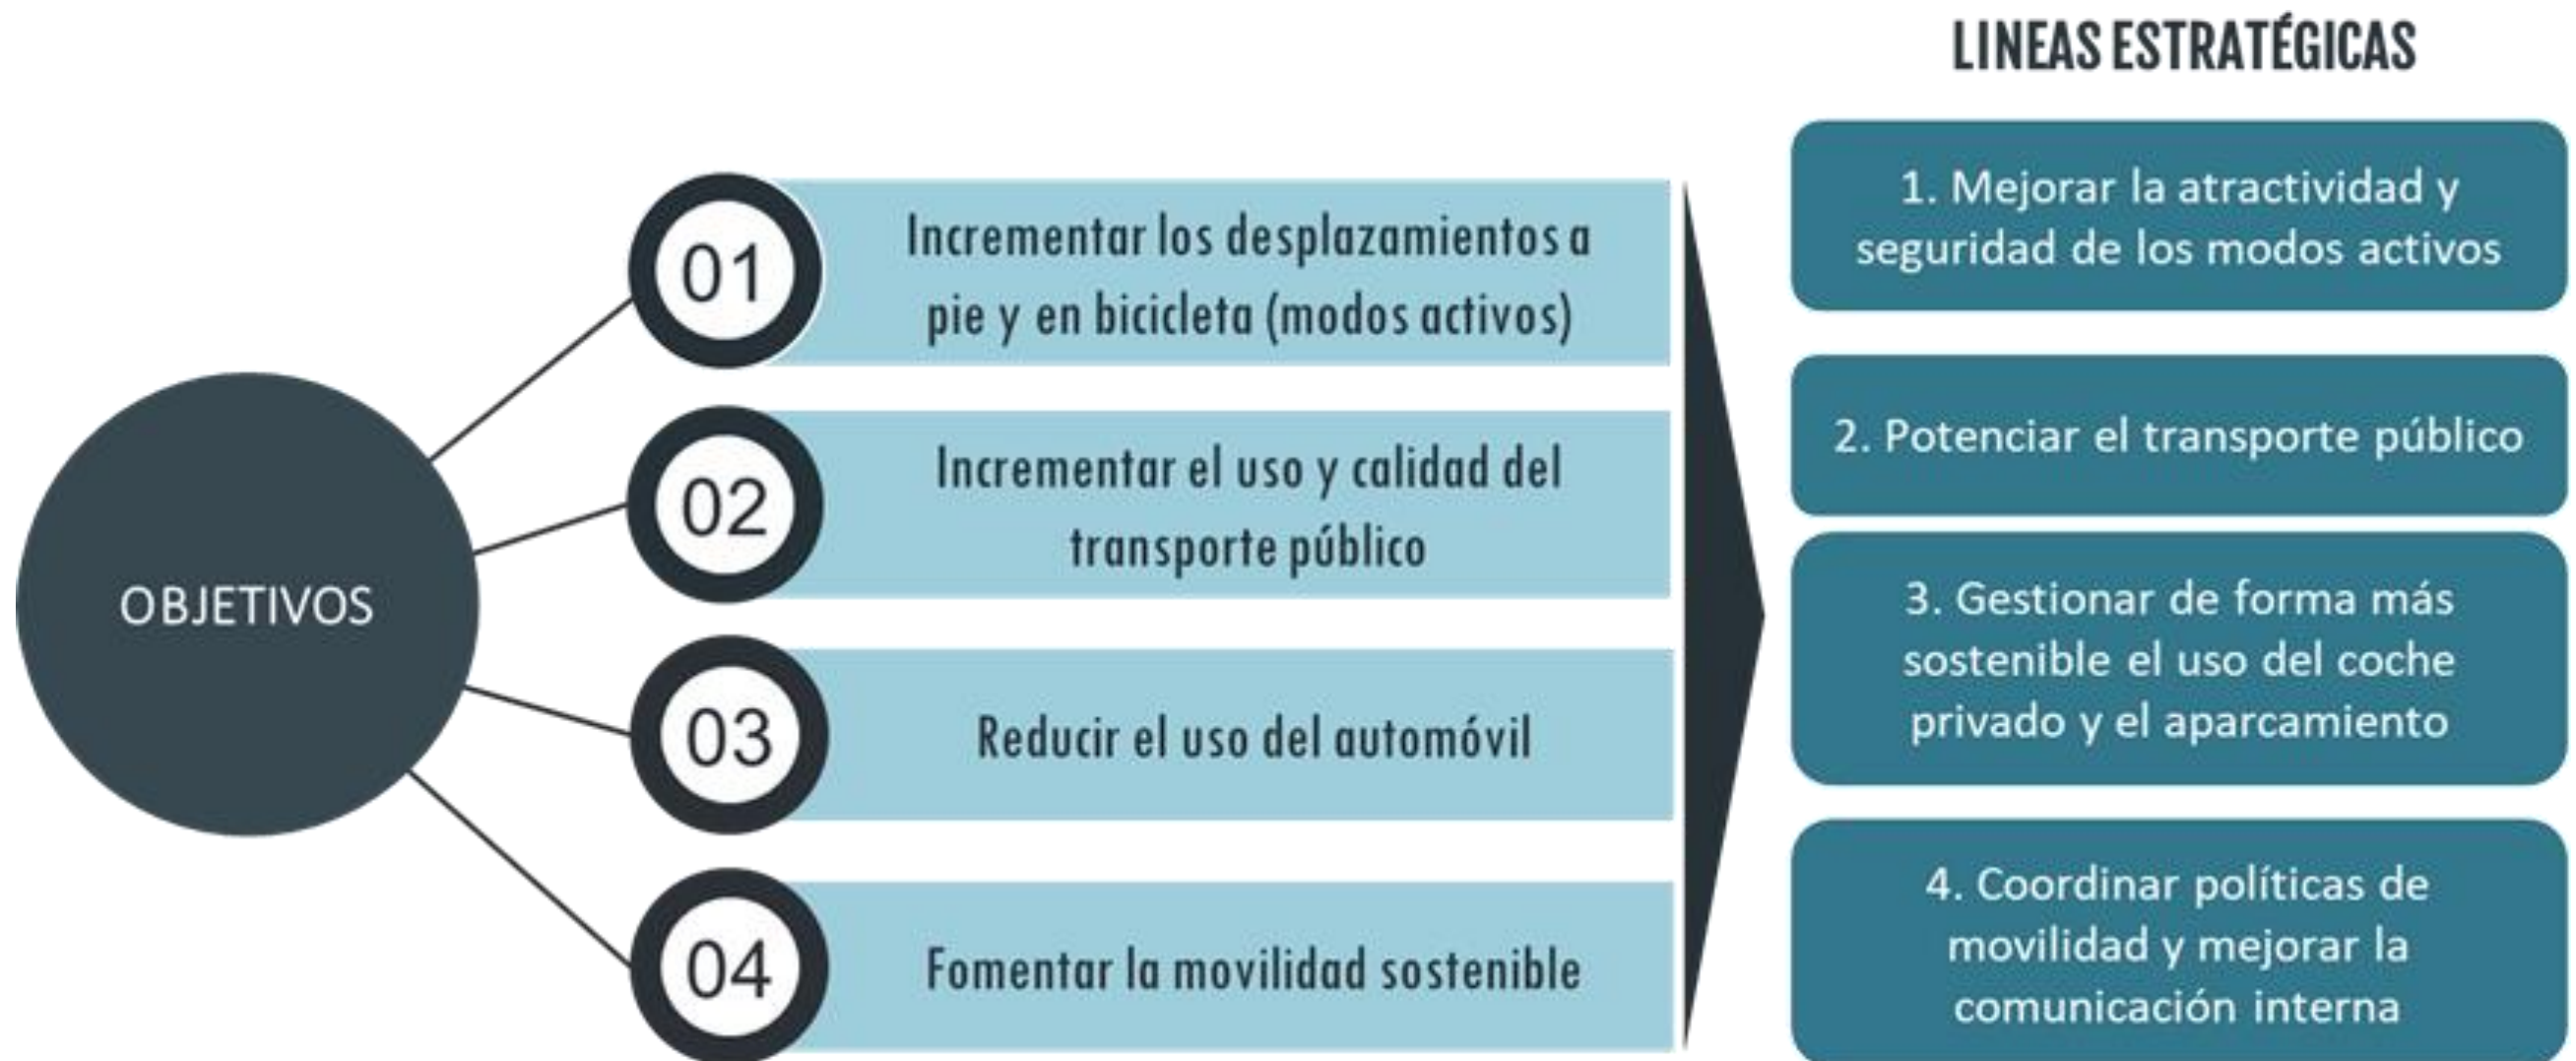 LINEAS ESTRATÉGICAS
OBJETIVOS
01
Incrementar los desplazamientos a
pie y en bicicleta (modos activos)
02
Incrementar el uso y calidad del
transporte público
03
Reducir el uso del automóvil
04
Fomentar la movilidad sostenible
1. Mejorar la atractividad y
seguridad de los modos activos
2. Potenciar el transporte público
3. Gestionar de forma más
sostenible el uso del coche
privado y el aparcamiento
4. Coordinar políticas de
movilidad y mejorar la
comunicación interna